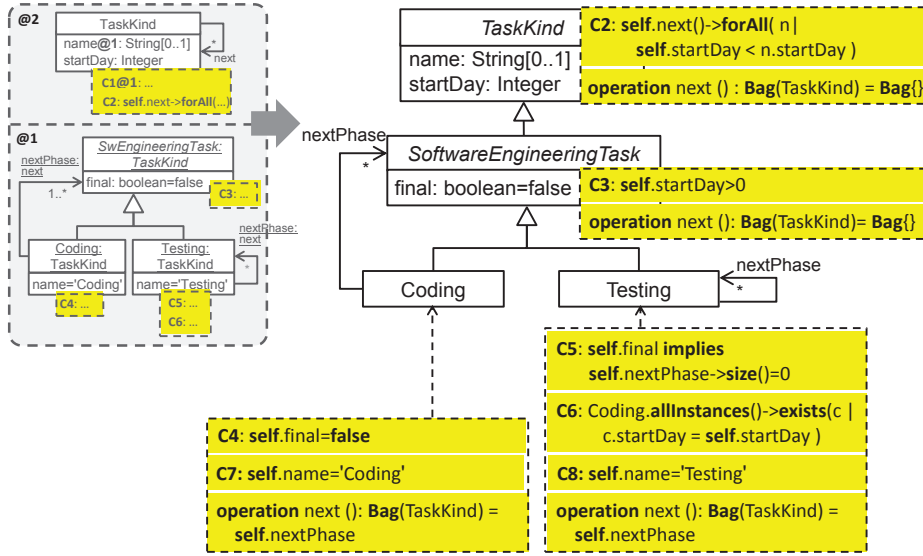 @2
TaskKind
name@1: String[0..1]
startDay: Integer
*
next
C1@1: ...
C2: self.next->forAll(...)
@1
SwEngineeringTask:
TaskKind
final: boolean=false
C3: ...
nextPhase:
next
1..*
Coding:
TaskKind
name='Coding'
C4: ...
Testing:
TaskKind
name='Testing'
C5: ...
C6: ...
nextPhase:
next
*
TaskKind
name: String[0..1]
startDay: Integer
C2: self.next()->forAll( n|
self.startDay < n.startDay )
operation next () : Bag(TaskKind) = Bag{}
nextPhase
*
SoftwareEngineeringTask
final: boolean=false
C3: self.startDay>0
operation next (): Bag(TaskKind)= Bag{}
Coding
Testing
nextPhase
*
C4: self.final=false
C7: self.name='Coding'
operation next (): Bag(TaskKind) =
self.nextPhase
C5: self.final implies
self.nextPhase->size()=0
C6: Coding.allInstances()->exists(c |
c.startDay = self.startDay )
C8: self.name='Testing'
operation next (): Bag(TaskKind) =
self.nextPhase